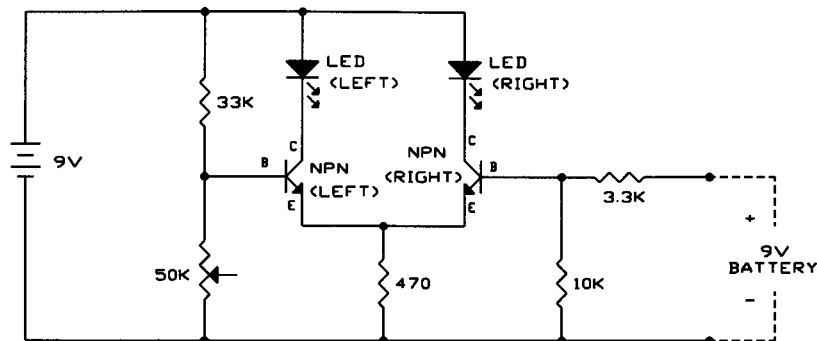 LED
(LEFT)
LED
(RIGHT)
33K
9V
C
B
NPN
(LEFT)
E
C
NPN
(RIGHT)
B
E
3.3K
+
9V
BATTERY
-
50K
470
10K